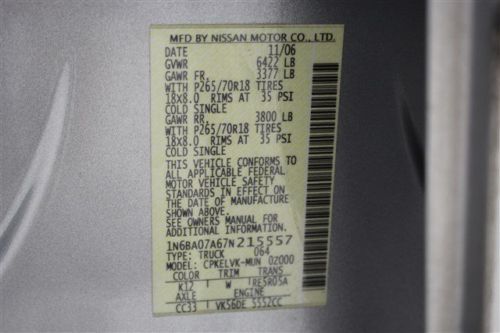 MFD BY NISSAN MOTOR CO., LTD.
DATE 11/06
GVWR 6422 LB
GAWR FR. 3377 LB
WITH P265/70R18 TIRES
18x8.0 RIMS AT 35 PSI
COLD SINGLE
GAWR RR. 3800 LB
WITH P265/70R18 TIRES
18x8.0 RIMS AT 35 PSI
COLD SINGLE
THIS VEHICLE CONFORMS TO
ALL APPLICABLE FEDERAL
MOTOR VEHICLE SAFETY
STANDARDS IN EFFECT ON
THE DATE OF MANUFACTURE
SHOWN ABOVE. SEE MANUAL FOR
ADDITIONAL INFORMATION
1N6BA07A67N215557
TYPE: TRUCK 064
MODEL: CPKELVK-MUN 02000
COLOR TRIM TRANS
K12 W RE5R05A
AXLE ENGINE
CC33 VK56DE 5552CC